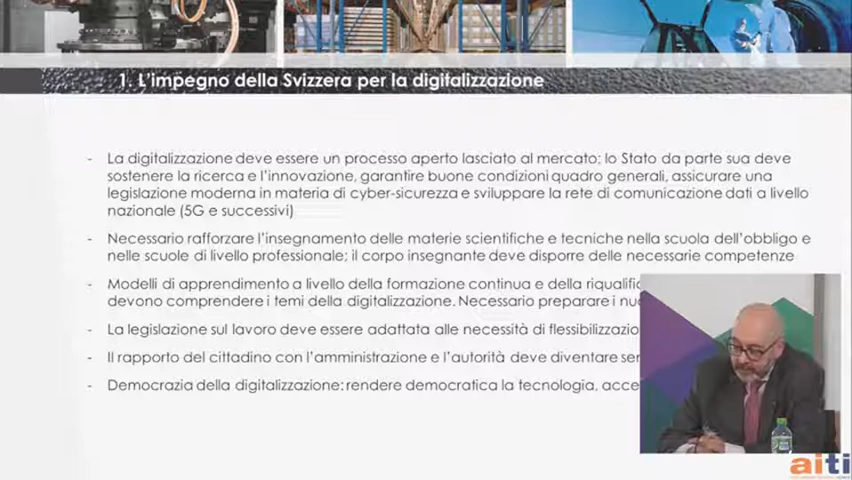 1. L'impegno della Svizzera per la digitalizzazione
- La digitalizzazione deve essere un processo aperto lasciato al mercato; lo Stato da parte sua deve
sostenere la ricerca e l'innovazione, garantire buone condizioni quadro generali, assicurare una
legislazione moderna in materia di cyber-sicurezza e sviluppare la rete di comunicazione dati a livello
nazionale (5G e successivi)
- Necessario rafforzare l'insegnamento delle materie scientifiche e tecniche nella scuola dell'obbligo e
nelle scuole di livello professionale; il corpo insegnante deve disporre delle necessarie competenze
- Modelli di apprendimento a livello della formazione continua e della
devono comprendere i temi della digitalizzazione. Necessario preparare i
- La legislazione sul lavoro deve essere adattata alle necessità di
- Il rapporto del cittadino con l'amministrazione e l'autorità deve diventare
- Democrazia della digitalizzazione: rendere democratica la tecnologia,
aiti